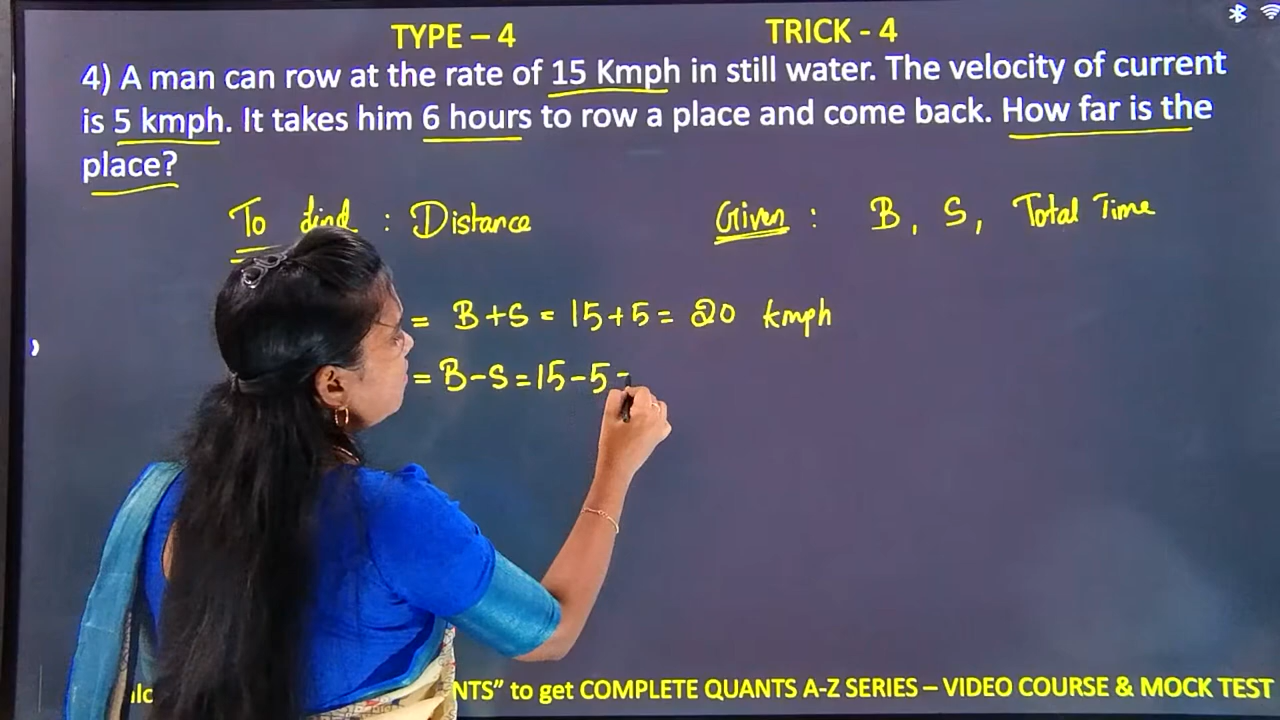 TYPE – 4 TRICK - 4
4) A man can row at the rate of 15 Kmph in still water. The velocity of current
is 5 kmph. It takes him 6 hours to row a place and come back. How far is the
place?
To find : Distance Given : B, S, Total Time
= B+S = 15+5 = 20 kmph
= B-S = 15-5 =
NTS” to get COMPLETE QUANTS A-Z SERIES – VIDEO COURSE & MOCK TEST